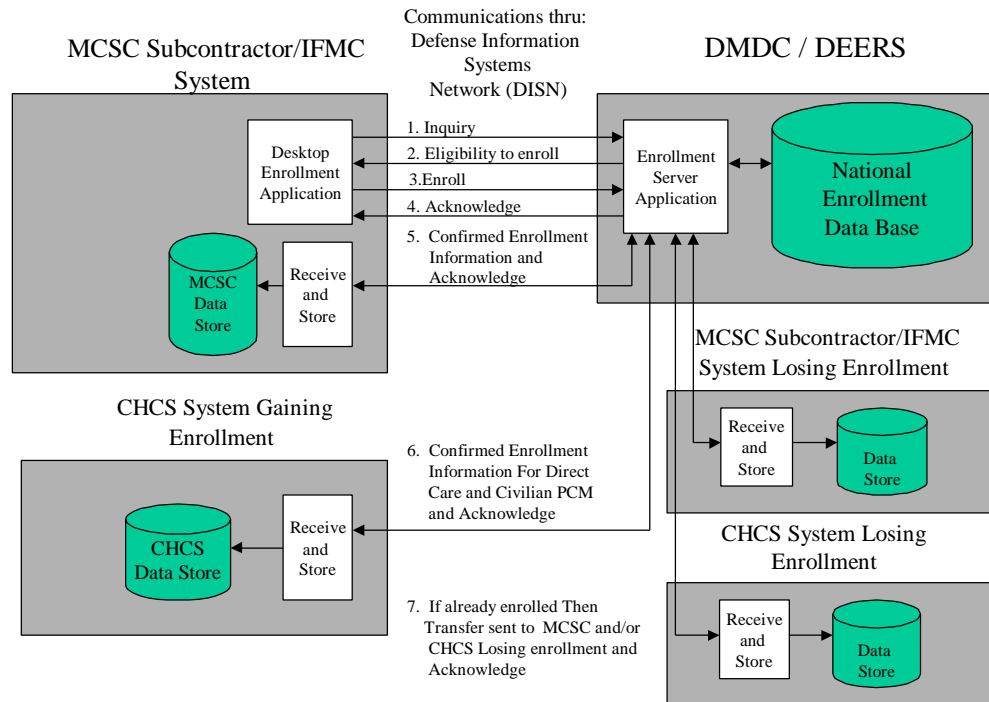 Communications thru:
Defense Information
Systems
Network (DISN)
MCSC Subcontractor/IFMC
System
DMDC / DEERS
Desktop
Enrollment
Application
1. Inquiry
2. Eligibility to enroll
3.Enroll
4. Acknowledge
5. Confirmed Enrollment
Information and
Acknowledge
Enrollment
Server
Application
National
Enrollment
Data Base
MCSC
Data
Store
Receive
and
Store
MCSC Subcontractor/IFMC
System Losing Enrollment
Receive
and
Store
Data
Store
CHCS System Gaining
Enrollment
6. Confirmed Enrollment
Information For Direct
Care and Civilian PCM
and Acknowledge
CHCS
Data Store
Receive
and
Store
CHCS System Losing
Enrollment
7. If already enrolled Then
Transfer sent to MCSC and/or
CHCS Losing enrollment and
Acknowledge
Receive
and
Store
Data
Store